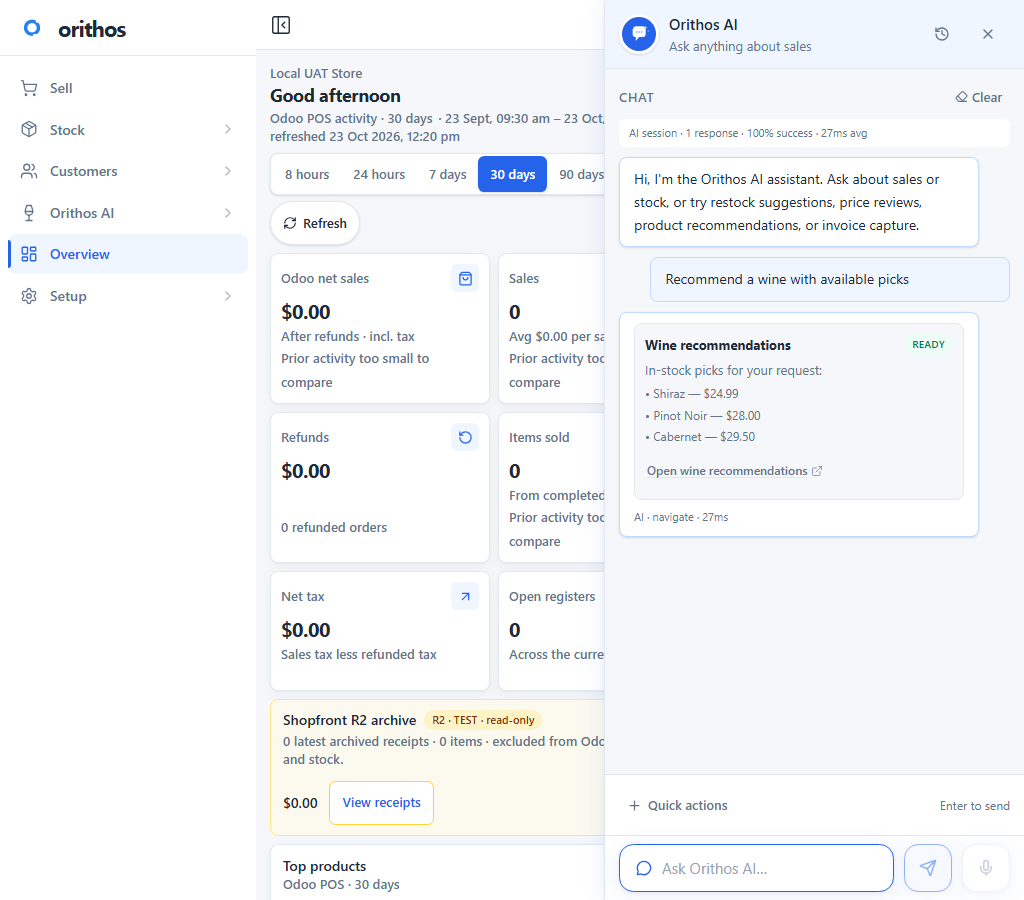 orithos
Sell
Stock
Customers
Orithos AI
Overview
Setup
Local UAT Store
Good afternoon
Odoo POS activity · 30 days · 23 Sept, 09:30 am – 23 Oct,
refreshed 23 Oct 2026, 12:20 pm
8 hours
24 hours
7 days
30 days
90 days
Refresh
Odoo net sales
$0.00
After refunds · incl. tax
Prior activity too small to
compare
Sales
0
Avg $0.00 per sa
Prior activity too
compare
Refunds
$0.00
0 refunded orders
Items sold
0
From completed
Prior activity too
compare
Net tax
$0.00
Sales tax less refunded tax
Open registers
0
Across the curre
Shopfront R2 archive
R2 · TEST · read-only
0 latest archived receipts · 0 items · excluded from Odo
and stock.
$0.00
View receipts
Top products
Odoo POS · 30 days
Orithos AI
Ask anything about sales
CHAT
Clear
AI session · 1 response · 100% success · 27ms avg
Hi, I'm the Orithos AI assistant. Ask about sales or
stock, or try restock suggestions, price reviews,
product recommendations, or invoice capture.
Recommend a wine with available picks
Wine recommendations
READY
In-stock picks for your request:
• Shiraz — $24.99
• Pinot Noir — $28.00
• Cabernet — $29.50
Open wine recommendations
AI · navigate · 27ms
Quick actions
Enter to send
Ask Orithos AI...